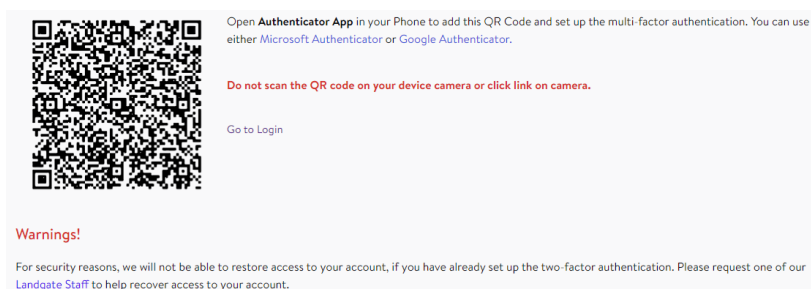 Open Authenticator App in your Phone to add this QR Code and set up the multi-factor authentication. You can use
either Microsoft Authenticator or Google Authenticator.
Do not scan the QR code on your device camera or click link on camera.
Go to Login
Warnings!
For security reasons, we will not be able to restore access to your account, if you have already set up the two-factor authentication. Please request one of our
Landgate Staff to help recover access to your account.